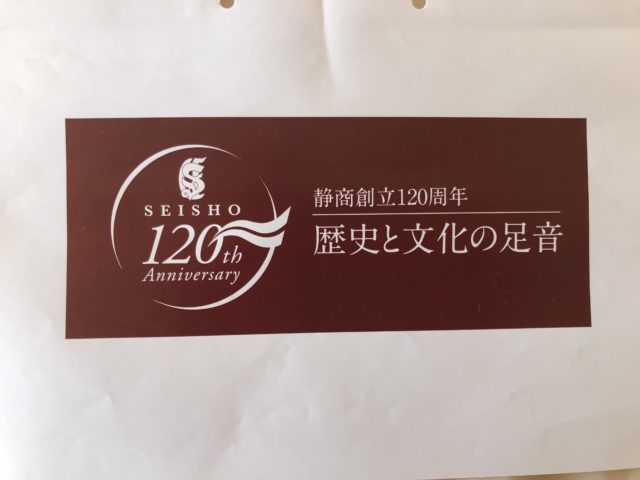 SEISHO
120th
Anniversary
静商創立120周年
歴史と文化の足音